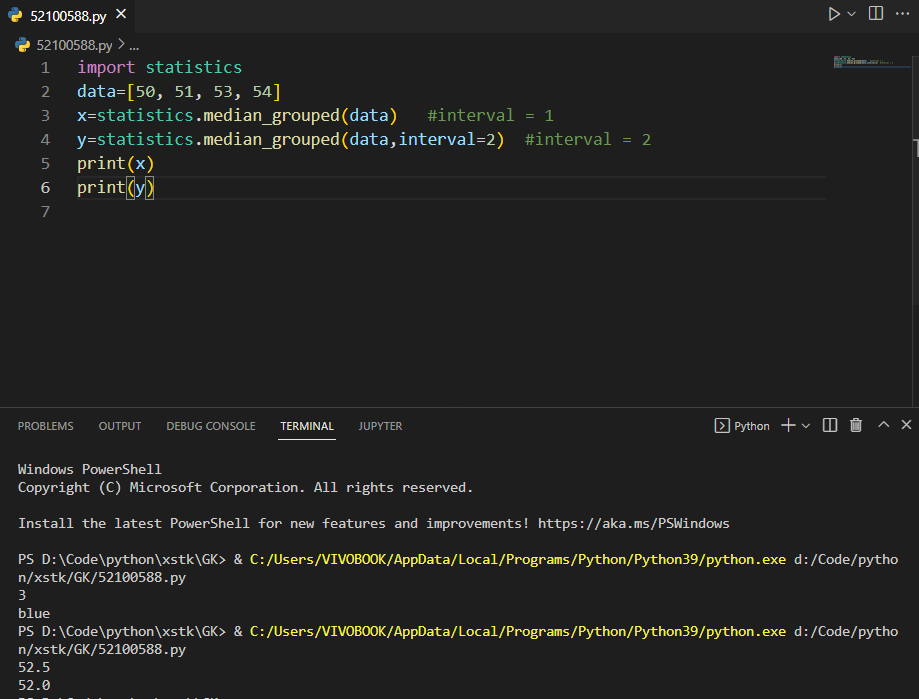 52100588.py
52100588.py > ...
1 import statistics
2 data=[50, 51, 53, 54]
3 x=statistics.median_grouped(data)   #interval = 1
4 y=statistics.median_grouped(data,interval=2)  #interval = 2
5 print(x)
6 print(y)
7
PROBLEMS OUTPUT DEBUG CONSOLE TERMINAL JUPYTER Python
Windows PowerShell
Copyright (C) Microsoft Corporation. All rights reserved.
Install the latest PowerShell for new features and improvements! https://aka.ms/PSWindows
PS D:\Code\python\xstk\GK> & C:/Users/VIVOBOOK/AppData/Local/Programs/Python/Python39/python.exe d:/Code/pytho
n/xstk/GK/52100588.py
3
blue
PS D:\Code\python\xstk\GK> & C:/Users/VIVOBOOK/AppData/Local/Programs/Python/Python39/python.exe d:/Code/pytho
n/xstk/GK/52100588.py
52.5
52.0